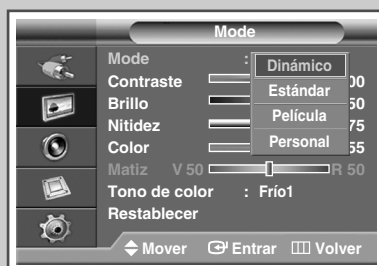 Mode
Mode : Dinámico
Contraste 00
Estándar
Brillo 50
Película
Nitidez 75
Personal
Color 55
Matiz V 50 R 50
Tono de color : Frío1
Restablecer
Mover Entrar Volver